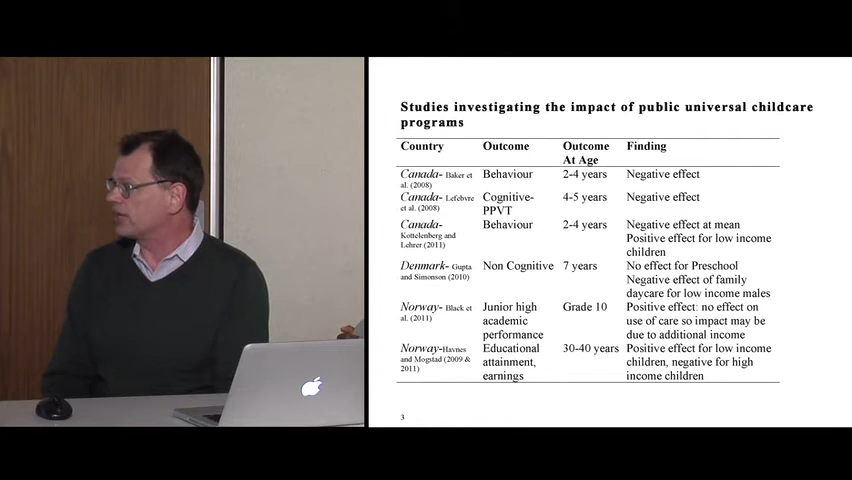 Studies investigating the impact of public universal childcare
programs
Country Outcome Outcome Finding
At Age
Canada- Baker et Behaviour 2-4 years Negative effect
al. (2008)
Canada- Lefebvre Cognitive- 4-5 years Negative effect
et al. (2008) PPVT
Canada- Behaviour 2-4 years Negative effect at mean
Kottelenberg and Positive effect for low income
Lehrer (2011) children
Denmark- Gupta Non Cognitive 7 years No effect for Preschool
and Simonson (2010) Negative effect of family
daycare for low income males
Norway- Black et Junior high Grade 10 Positive effect: no effect on
al. (2011) academic use of care so impact may be
performance due to additional income
Norway-Havnes Educational 30-40 years Positive effect for low income
and Mogstad (2009 & attainment, children, negative for high
2011) earnings income children
3